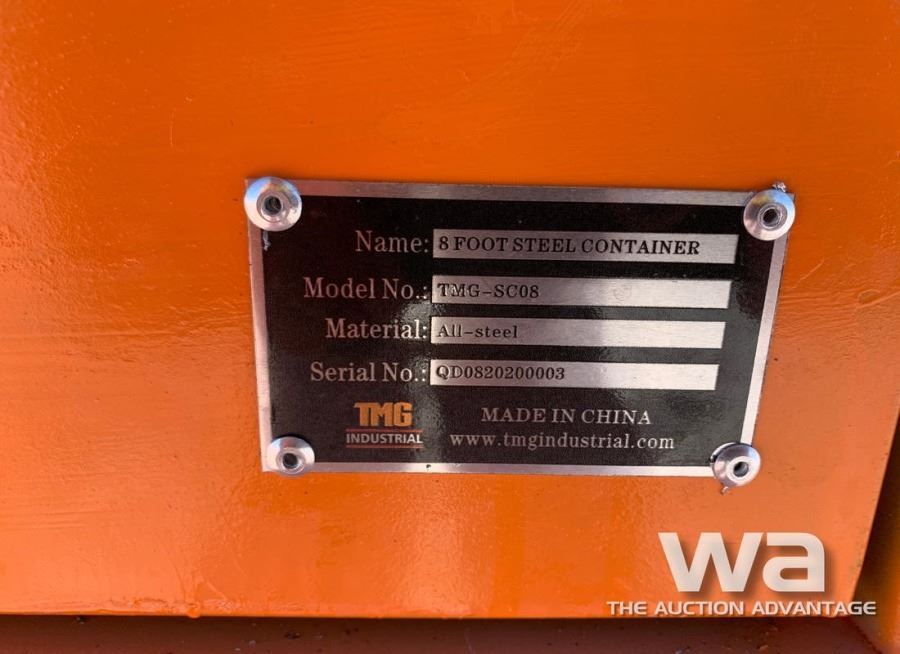 Name: 8 FOOT STEEL CONTAINER
Model No.: TMG-SC08
Material: All-steel
Serial No.: QD0820200003
TMG
INDUSTRIAL
MADE IN CHINA
www.tmgindustrial.com
wa
THE AUCTION ADVANTAGE